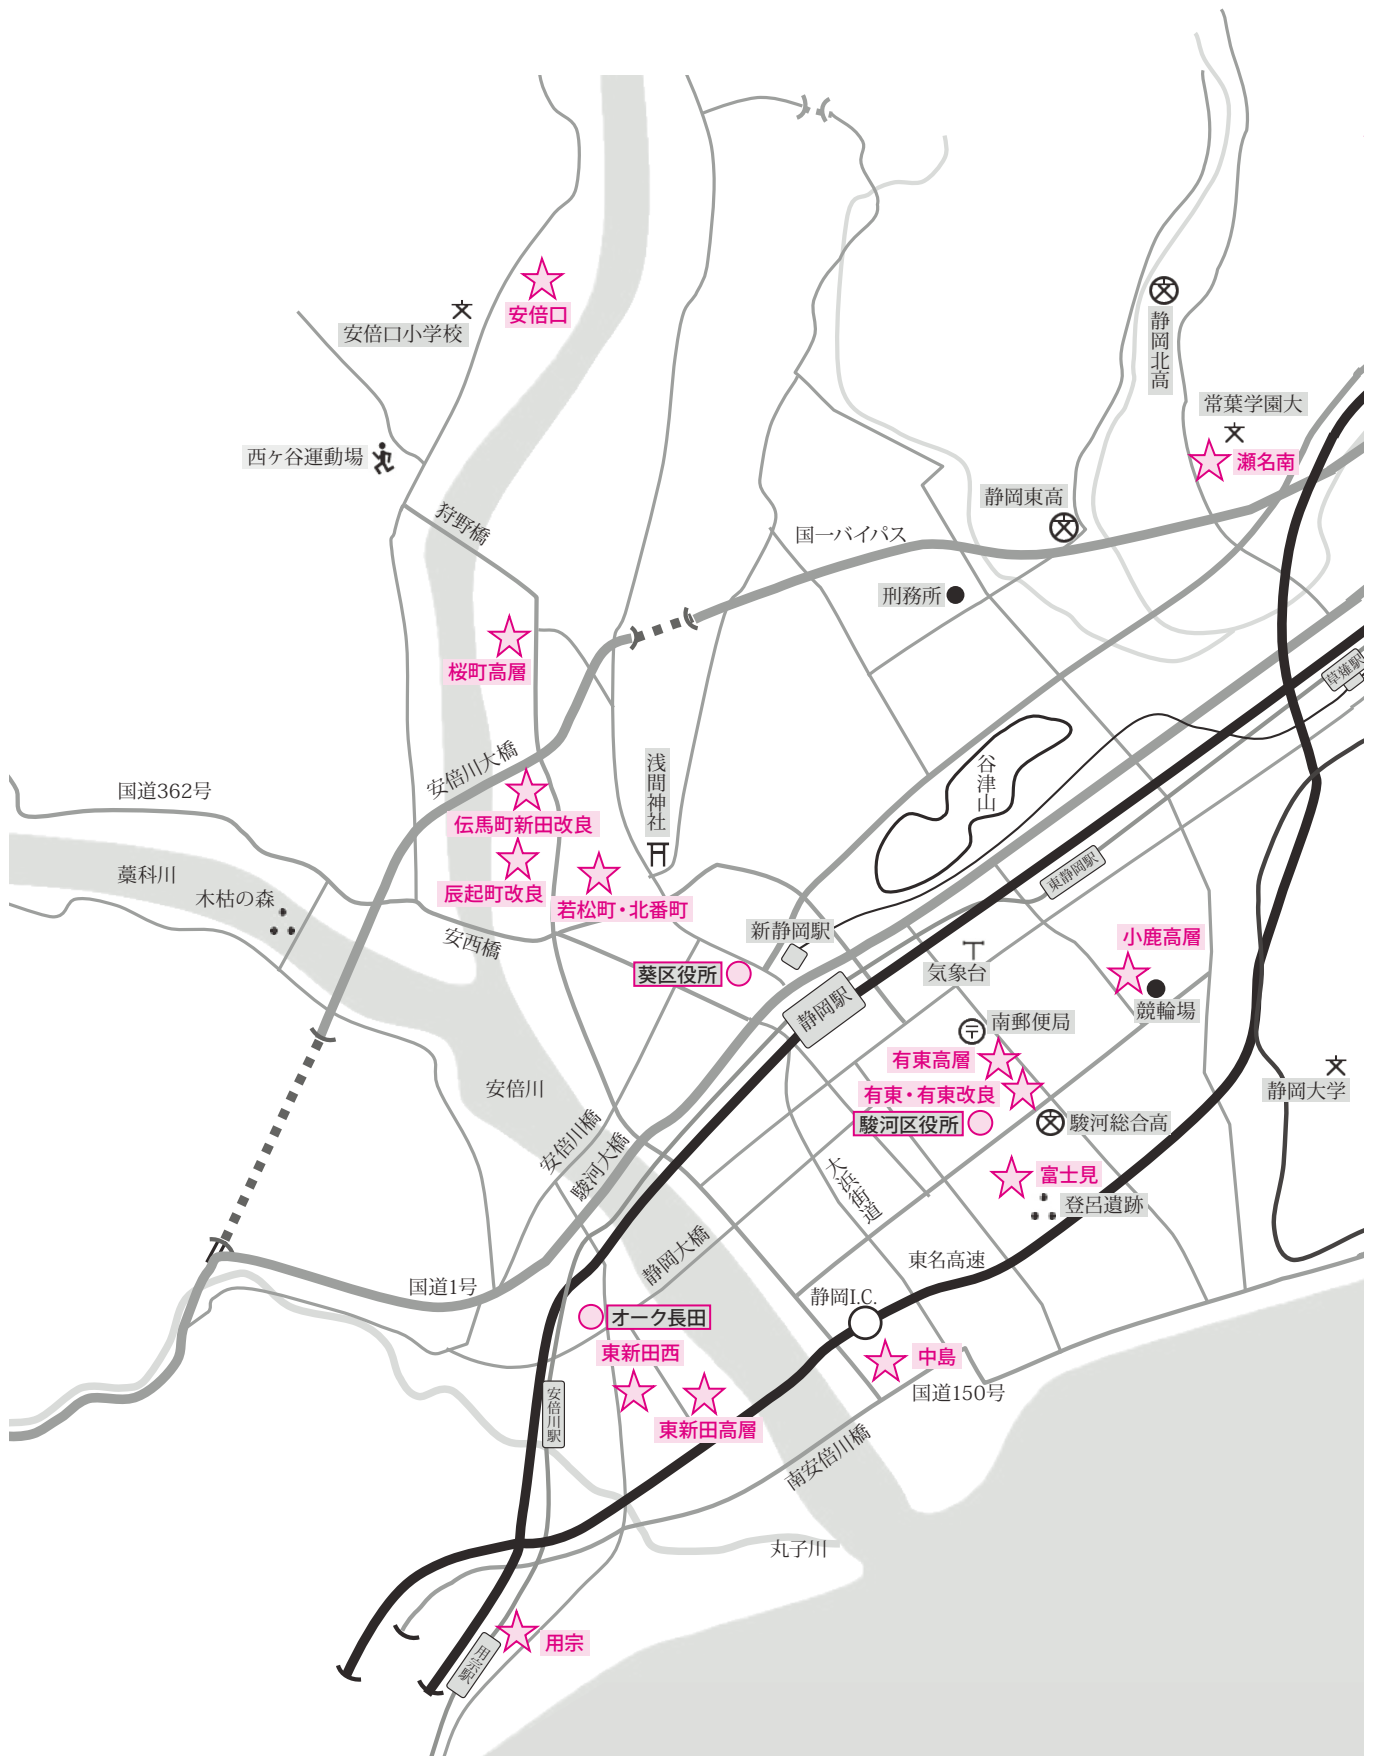 安倍口
安倍口小学校
静岡北高
常葉学園大
瀬名南
西ヶ谷運動場
静岡東高
狩野橋
国一バイパス
刑務所
桜町高層
草薙駅
安倍川大橋
浅間神社
谷津山
国道362号
伝馬町新田改良
藁科川
木枯の森
辰起町改良
若松町・北番町
東静岡駅
安西橋
新静岡駅
小鹿高層
葵区役所
気象台
静岡駅
競輪場
南郵便局
有東高層
安倍川
有東・有東改良
静岡大学
駿河区役所
駿河総合高
安倍川橋
駿河大橋
大浜街道
富士見
登呂遺跡
静岡大橋
東名高速
国道1号
静岡I.C.
オーク長田
東新田西
中島
国道150号
安倍川駅
東新田高層
南安倍川橋
丸子川
用宗
用宗駅